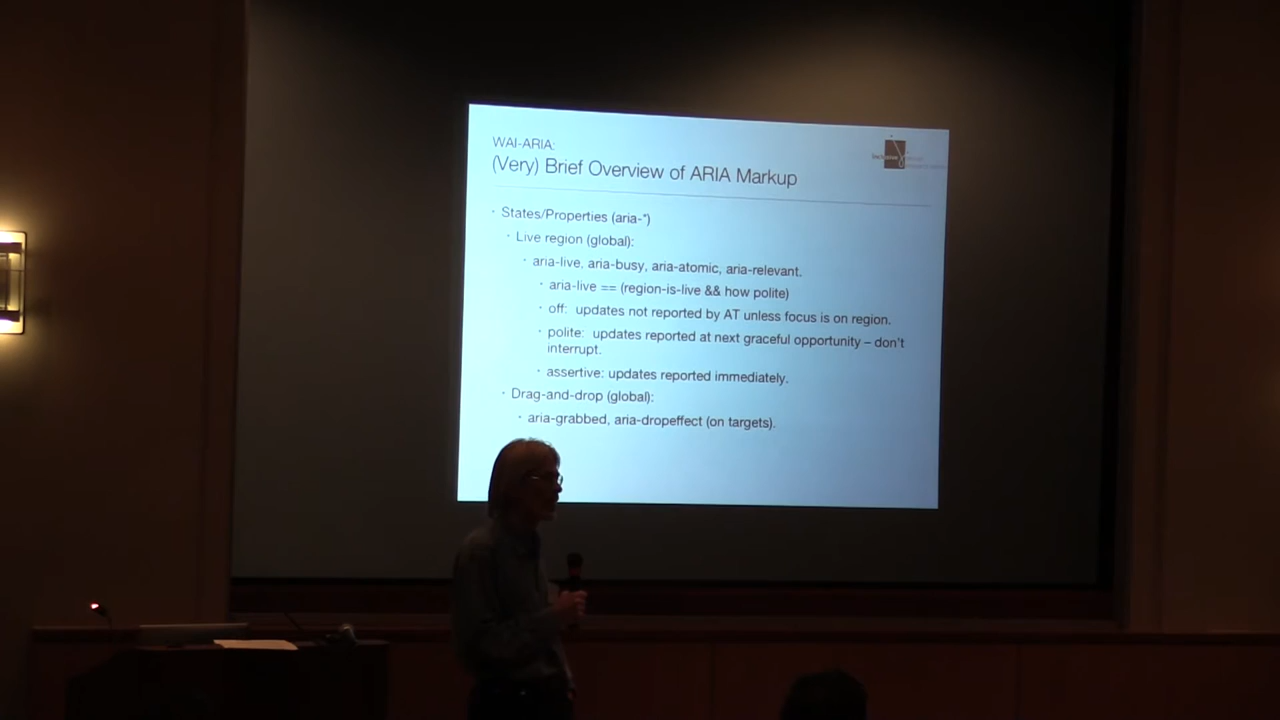 WAI-ARIA:
(Very) Brief Overview of ARIA Markup
· States/Properties (aria-*)
· Live region (global):
· aria-live, aria-busy, aria-atomic, aria-relevant.
· aria-live == (region-is-live && how polite)
· off: updates not reported by AT unless focus is on region.
· polite: updates reported at next graceful opportunity – don't
interrupt.
· assertive: updates reported immediately.
· Drag-and-drop (global):
· aria-grabbed, aria-dropeffect (on targets).